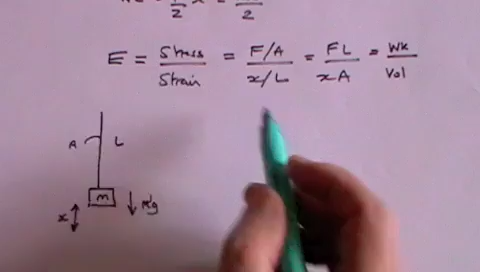 E = Stress/Strain = F/A / x/L = FL/xA = Wk/Vol
A L
m
x Mg